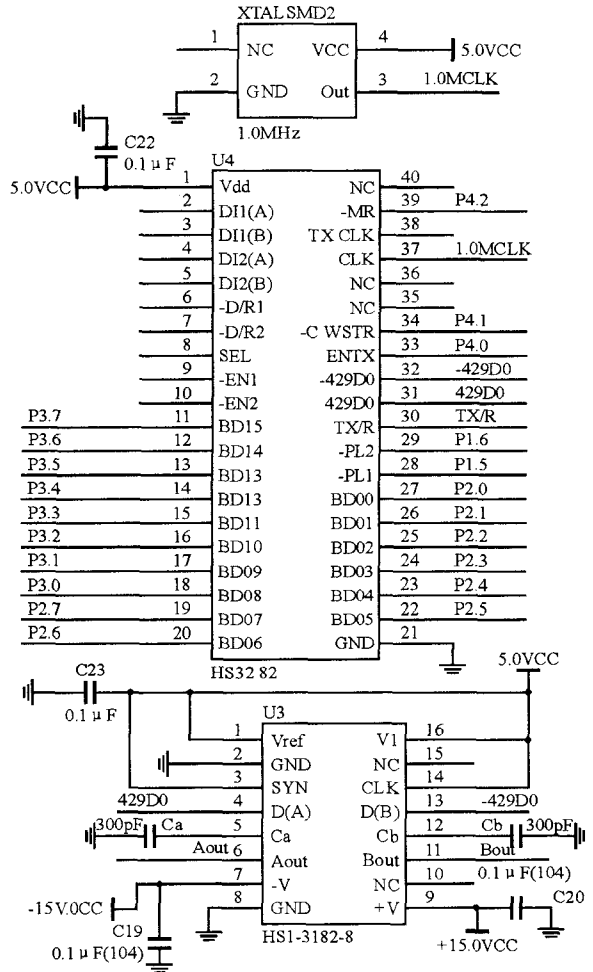 XTAL SMD2
1 NC VCC 4 5.0VCC
2 GND Out 3 1.0MCLK
1.0MHz
C22
0.1μF
U4
5.0VCC 1 Vdd NC 40
2 DI1(A) -MR 39 P4.2
3 DI1(B) TX CLK 38
4 DI2(A) CLK 37 1.0MCLK
5 DI2(B) NC 36
6 -D/R1 NC 35
7 -D/R2 -C WSTR 34 P4.1
8 SEL ENTX 33 P4.0
9 -EN1 -429D0 32 -429D0
10 -EN2 429D0 31 429D0
P3.7 11 BD15 TX/R 30 TX/R
P3.6 12 BD14 -PL2 29 P1.6
P3.5 13 BD13 -PL1 28 P1.5
P3.4 14 BD13 BD00 27 P2.0
P3.3 15 BD11 BD01 26 P2.1
P3.2 16 BD10 BD02 25 P2.2
P3.1 17 BD09 BD03 24 P2.3
P3.0 18 BD08 BD04 23 P2.4
P2.7 19 BD07 BD05 22 P2.5
P2.6 20 BD06 GND 21
HS32 82
5.0VCC
C23
0.1μF
U3
1 Vref V1 16
2 GND NC 15
3 SYN CLK 14
429D0 4 D(A) D(B) 13 -429D0
300pF Ca 5 Ca Cb 12 Cb 300pF
Aout 6 Aout Bout 11 Bout
7 -V NC 10 0.1μF(104)
-15V.0CC 8 GND +V 9 C20
C19
0.1μF(104)
HS1-3182-8
+15.0VCC